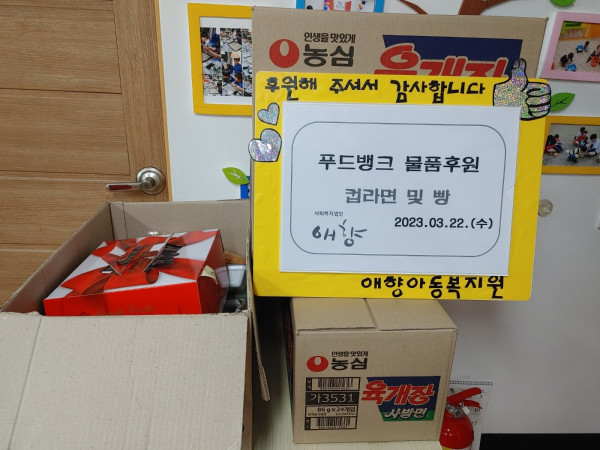 인생을 맛있게
농심
육개장
후원해 주셔서 감사합니다
푸드뱅크 물품후원
컵라면 및 빵
사회복지법인
애향
2023.03.22.(수)
애향아동복지원
인생을 맛있게
농심
가3531
86g×24개입
육개장
사발면